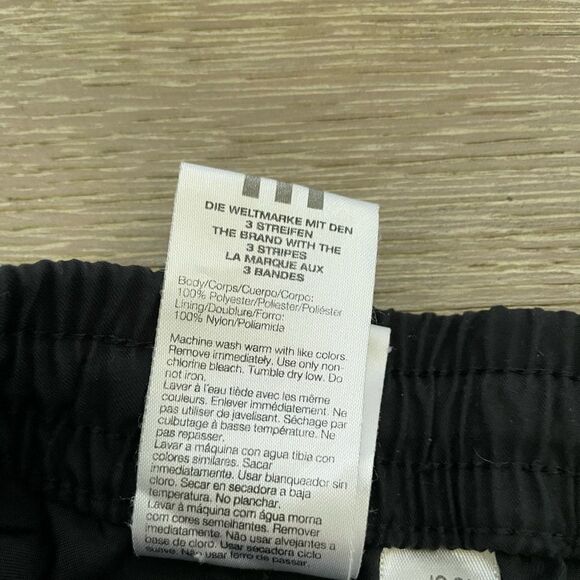 DIE WELTMARKE MIT DEN
3 STREIFEN
THE BRAND WITH THE
3 STRIPES
LA MARQUE AUX
3 BANDES
Body/Corps/Cuerpo/Corpo:
100% Polyester/Poliester/Poliéster
Lining/Doublure/Forro:
100% Nylon/Poliamida
Machine wash warm with like colors.
Remove immediately. Use only non-
chlorine bleach. Tumble dry low. Do
not iron.
Laver à l'eau tiède avec les même
couleurs. Enlever immédiatement. Ne
pas utiliser de javelisant. Séchage par
culbutage à basse température. Ne
pas repasser.
Lavar a máquina con agua tibia con
colores similares. Sacar
inmediatamente. Usar blanqueador sin
cloro. Secar en secadora a baja
temperatura. No planchar.
Lavar à máquina com água morna
com cores semelhantes. Remover
imediatamente. Não usar alvejantes a
base de cloro. Usar secadora ciclo
suave. Não usar ferro.